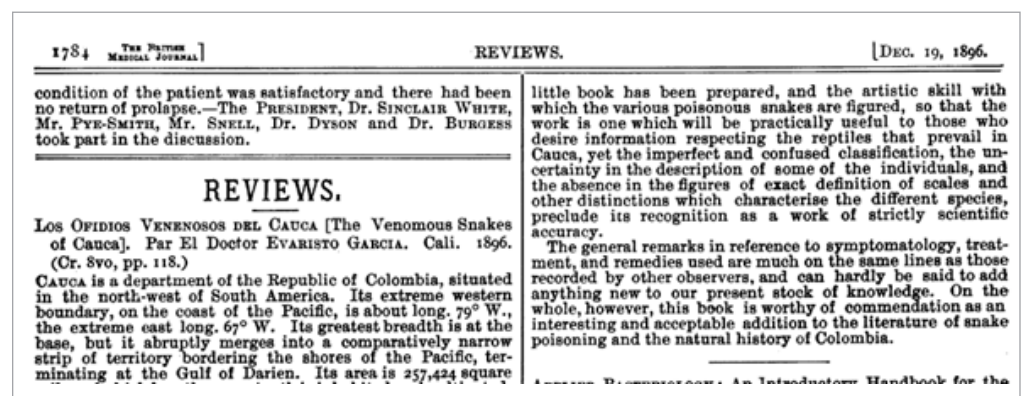 1784 THE BRITISH MEDICAL JOURNAL] REVIEWS. [DEC. 19, 1896.
condition of the patient was satisfactory and there had been
no return of prolapse.—The PRESIDENT, Dr. SINCLAIR WHITE,
Mr. PYE-SMITH, Mr. SNELL, Dr. DYSON and Dr. BURGESS
took part in the discussion.
REVIEWS.
LOS OFIDIOS VENENOSOS DEL CAUCA [The Venomous Snakes
of Cauca]. Par El Doctor EVARISTO GARCIA. Cali. 1896.
(Cr. 8vo, pp. 118.)
CAUCA is a department of the Republic of Colombia, situated
in the north-west of South America. Its extreme western
boundary, on the coast of the Pacific, is about long. 79° W.,
the extreme east long. 67° W. Its greatest breadth is at the
base, but it abruptly merges into a comparatively narrow
strip of territory bordering the shores of the Pacific, ter-
minating at the Gulf of Darien. Its area is 257,424 square
little book has been prepared, and the artistic skill with
which the various poisonous snakes are figured, so that the
work is one which will be practically useful to those who
desire information respecting the reptiles that prevail in
Cauca, yet the imperfect and confused classification, the un-
certainty in the description of some of the individuals, and
the absence in the figures of exact definition of scales and
other distinctions which characterise the different species,
preclude its recognition as a work of strictly scientific
accuracy.
The general remarks in reference to symptomatology, treat-
ment, and remedies used are much on the same lines as those
recorded by other observers, and can hardly be said to add
anything new to our present stock of knowledge. On the
whole, however, this book is worthy of commendation as an
interesting and acceptable addition to the literature of snake
poisoning and the natural history of Colombia.
APPLIED BACTERIOLOGY: An Introductory Handbook for the